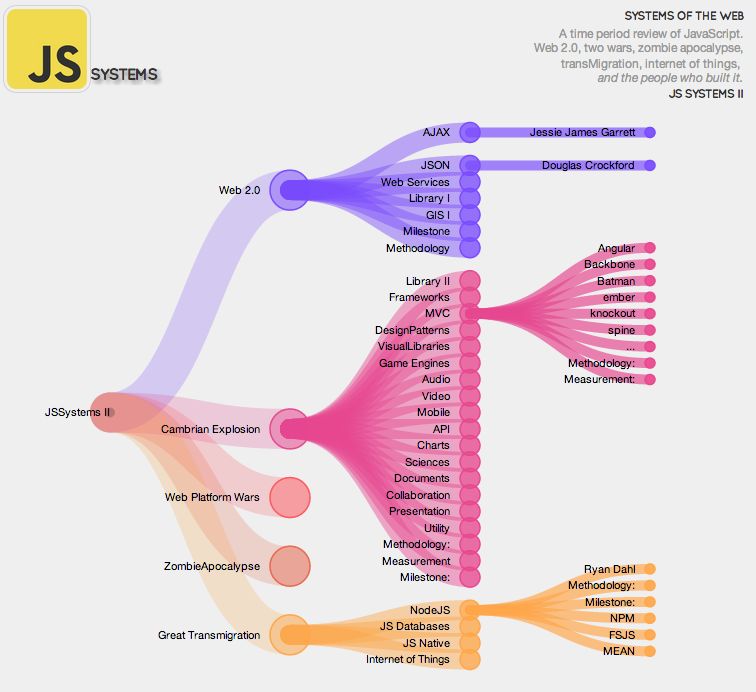 JS SYSTEMS
SYSTEMS OF THE WEB
A time period review of JavaScript.
Web 2.0, two wars, zombie apocalypse,
transMigration, internet of things,
and the people who built it.
JS SYSTEMS II
JSSystems II
Web 2.0
AJAX
Jessie James Garrett
JSON
Douglas Crockford
Web Services
Library I
GIS I
Milestone
Methodology
Cambrian Explosion
Library II
Frameworks
MVC
Angular
Backbone
Batman
ember
knockout
spine
...
Methodology:
Measurement:
DesignPatterns
VisualLibraries
Game Engines
Audio
Video
Mobile
API
Charts
Sciences
Documents
Collaboration
Presentation
Utility
Methodology:
Measurement
Milestone:
Web Platform Wars
ZombieApocalypse
Great Transmigration
NodeJS
Ryan Dahl
Methodology:
Milestone:
NPM
FSJS
MEAN
JS Databases
JS Native
Internet of Things